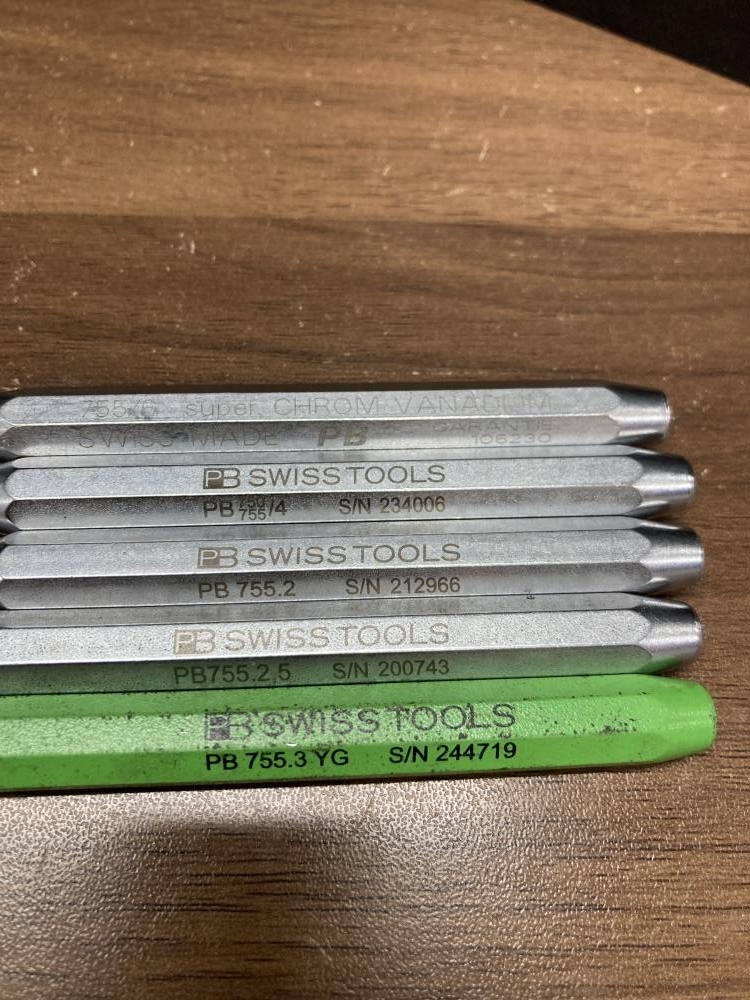 755/6 super CHROM VANADIUM
SWISS MADE PB GARANTIE 106230
PB SWISS TOOLS
PB 750 755/4 S/N 234006
PB SWISS TOOLS
PB 755.2 S/N 212966
PB SWISS TOOLS
PB755.2,5 S/N 200743
PB SWISS TOOLS
PB 755.3 YG S/N 244719